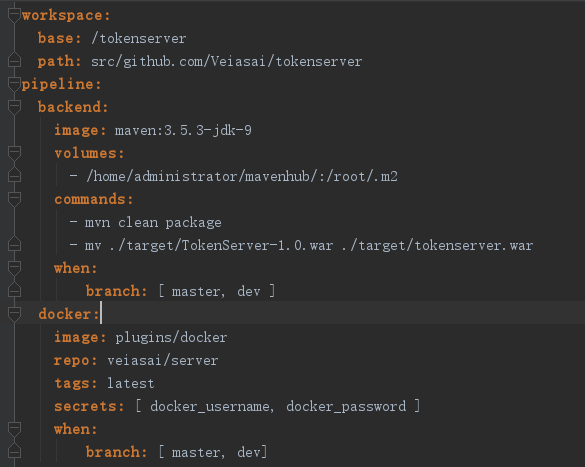 workspace:
  base: /tokenserver
  path: src/github.com/Veiasai/tokenserver
pipeline:
  backend:
    image: maven:3.5.3-jdk-9
    volumes:
      - /home/administrator/mavenhub/:/root/.m2
    commands:
      - mvn clean package
      - mv ./target/TokenServer-1.0.war ./target/tokenserver.war
    when:
        branch: [ master, dev ]
  docker:
    image: plugins/docker
    repo: veiasai/server
    tags: latest
    secrets: [ docker_username, docker_password ]
    when:
        branch: [ master, dev]